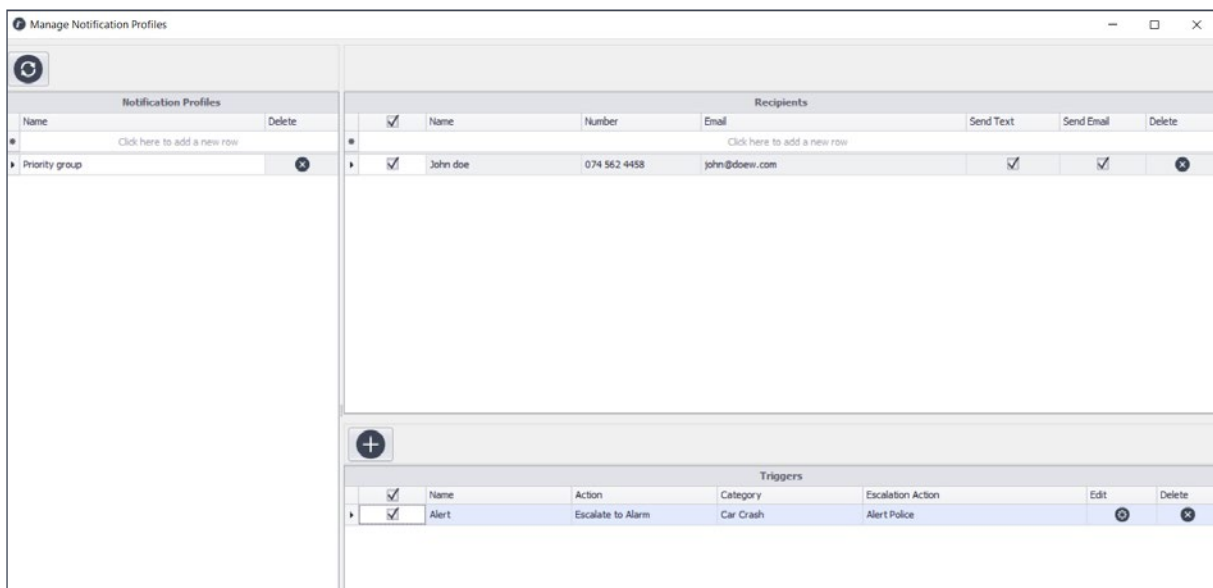 Manage Notification Profiles
Notification Profiles
Name Delete
Click here to add a new row
Priority group
Recipients
Name Number Email Send Text Send Email Delete
Click here to add a new row
John doe 074 562 4458 john@doew.com
Triggers
Name Action Category Escalation Action Edit Delete
Alert Escalate to Alarm Car Crash Alert Police